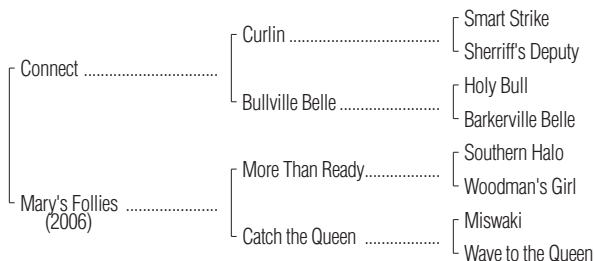 Smart Strike
Curlin ........................................
Sherriff's Deputy
Connect ...................................
Holy Bull
Bullville Belle ..........................
Barkerville Belle
Southern Halo
More Than Ready....................
Woodman's Girl
Mary's Follies ........................
(2006)
Miswaki
Catch the Queen ...................
Wave to the Queen